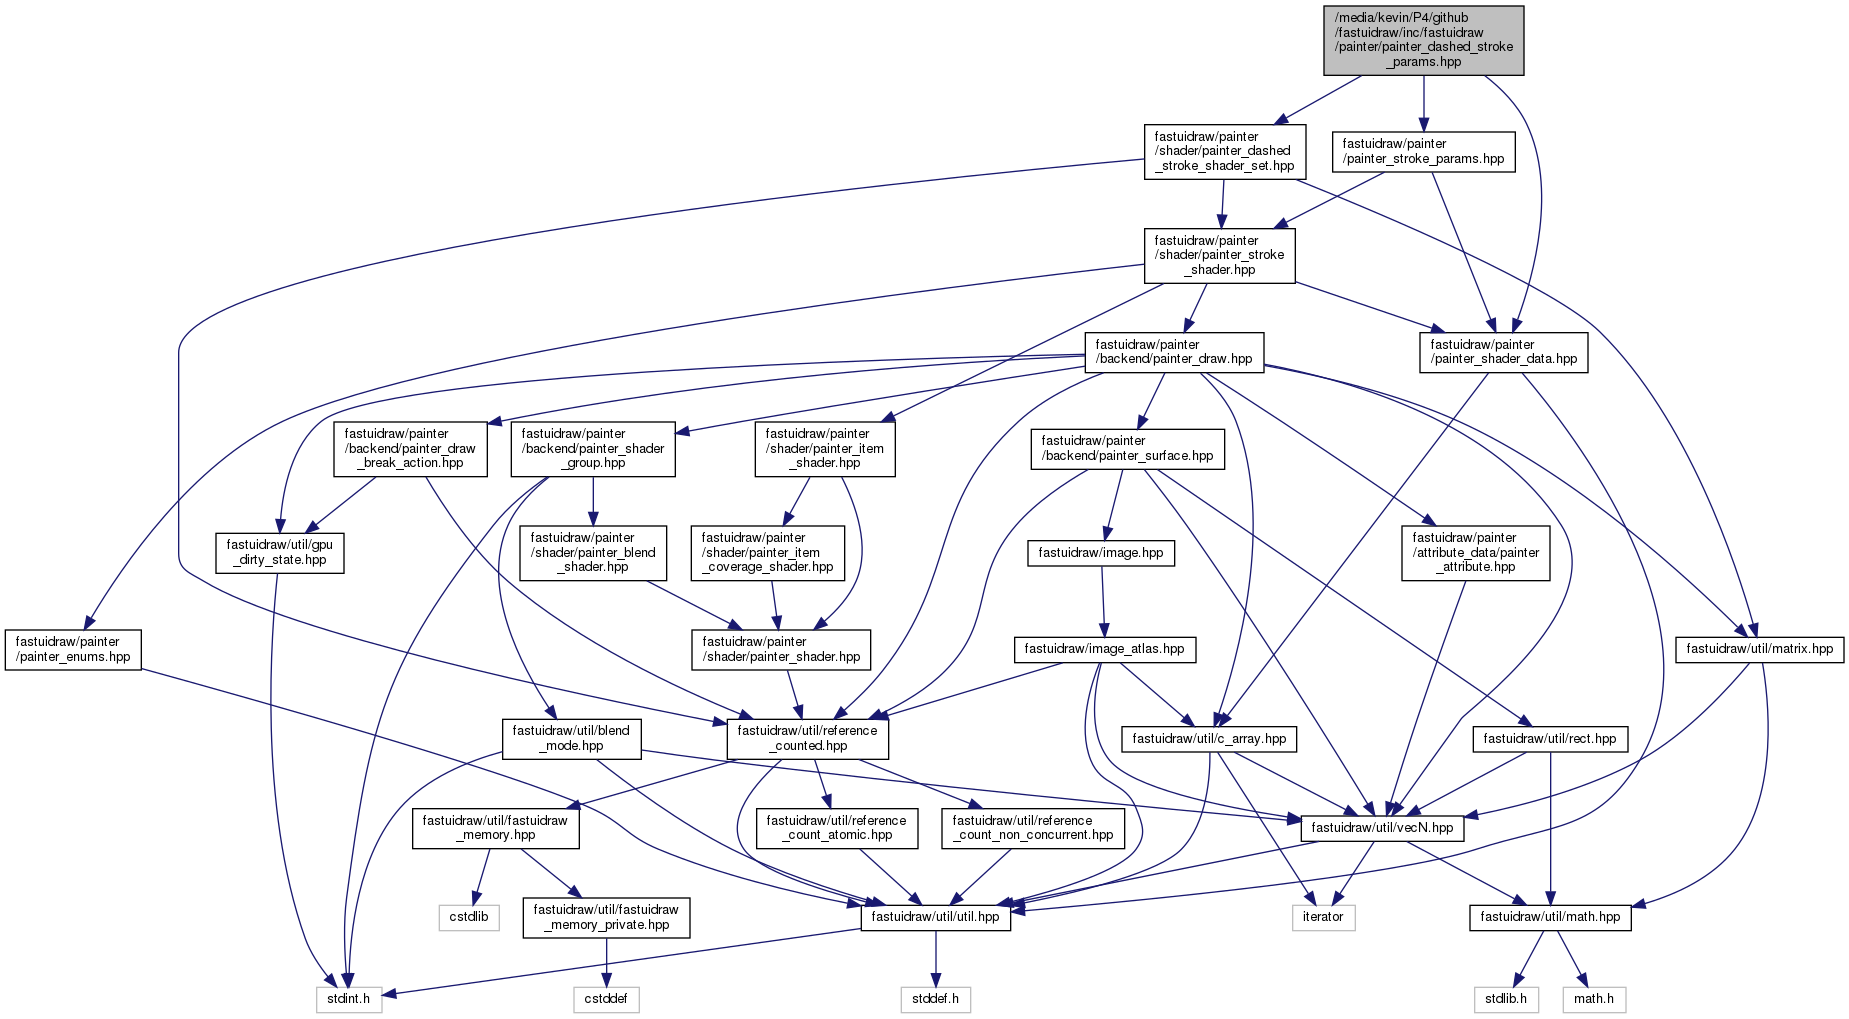 /media/kevin/P4/github
/fastuidraw/inc/fastuidraw
/painter/painter_dashed_stroke
_params.hpp
fastuidraw/painter
/shader/painter_dashed
_stroke_shader_set.hpp
fastuidraw/painter
/painter_stroke_params.hpp
fastuidraw/painter
/shader/painter_stroke
_shader.hpp
fastuidraw/painter
/backend/painter_draw.hpp
fastuidraw/painter
/painter_shader_data.hpp
fastuidraw/painter
/backend/painter_draw
_break_action.hpp
fastuidraw/painter
/backend/painter_shader
_group.hpp
fastuidraw/painter
/shader/painter_item
_shader.hpp
fastuidraw/painter
/backend/painter_surface.hpp
fastuidraw/util/gpu
_dirty_state.hpp
fastuidraw/painter
/shader/painter_blend
_shader.hpp
fastuidraw/painter
/shader/painter_item
_coverage_shader.hpp
fastuidraw/image.hpp
fastuidraw/painter
/attribute_data/painter
_attribute.hpp
fastuidraw/painter
/painter_enums.hpp
fastuidraw/painter
/shader/painter_shader.hpp
fastuidraw/image_atlas.hpp
fastuidraw/util/matrix.hpp
fastuidraw/util/blend
_mode.hpp
fastuidraw/util/reference
_counted.hpp
fastuidraw/util/c_array.hpp
fastuidraw/util/rect.hpp
fastuidraw/util/fastuidraw
_memory.hpp
fastuidraw/util/reference
_count_atomic.hpp
fastuidraw/util/reference
_count_non_concurrent.hpp
fastuidraw/util/vecN.hpp
cstdlib
fastuidraw/util/fastuidraw
_memory_private.hpp
fastuidraw/util/util.hpp
iterator
fastuidraw/util/math.hpp
stdint.h
cstddef
stddef.h
stdlib.h
math.h